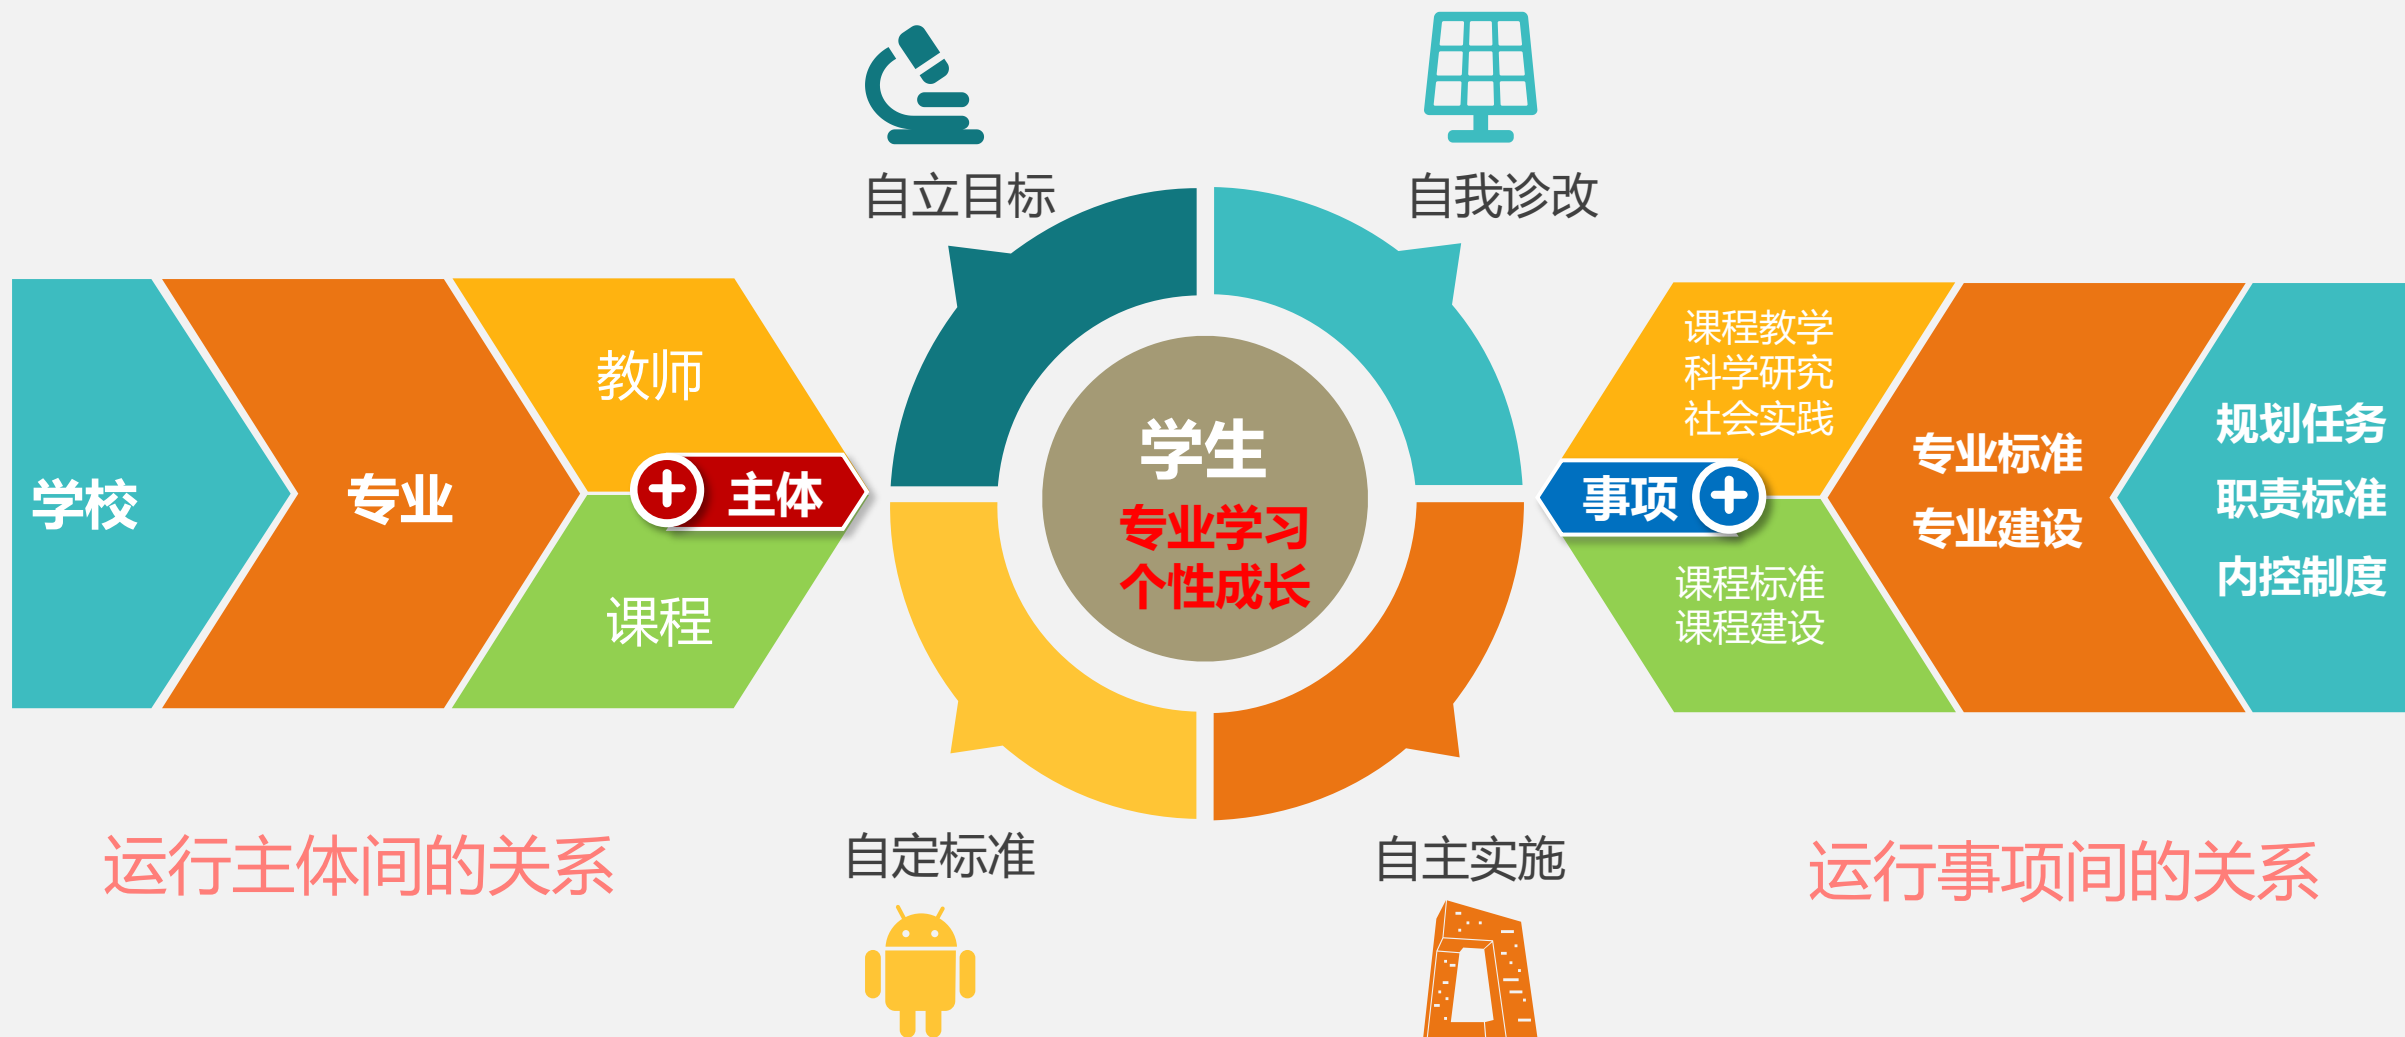 自立目标
自我诊改
学校
专业
教师
课程
主体
学生
专业学习
个性成长
事项
课程教学
科学研究
社会实践
课程标准
课程建设
专业标准
专业建设
规划任务
职责标准
内控制度
自定标准
自主实施
运行主体间的关系
运行事项间的关系